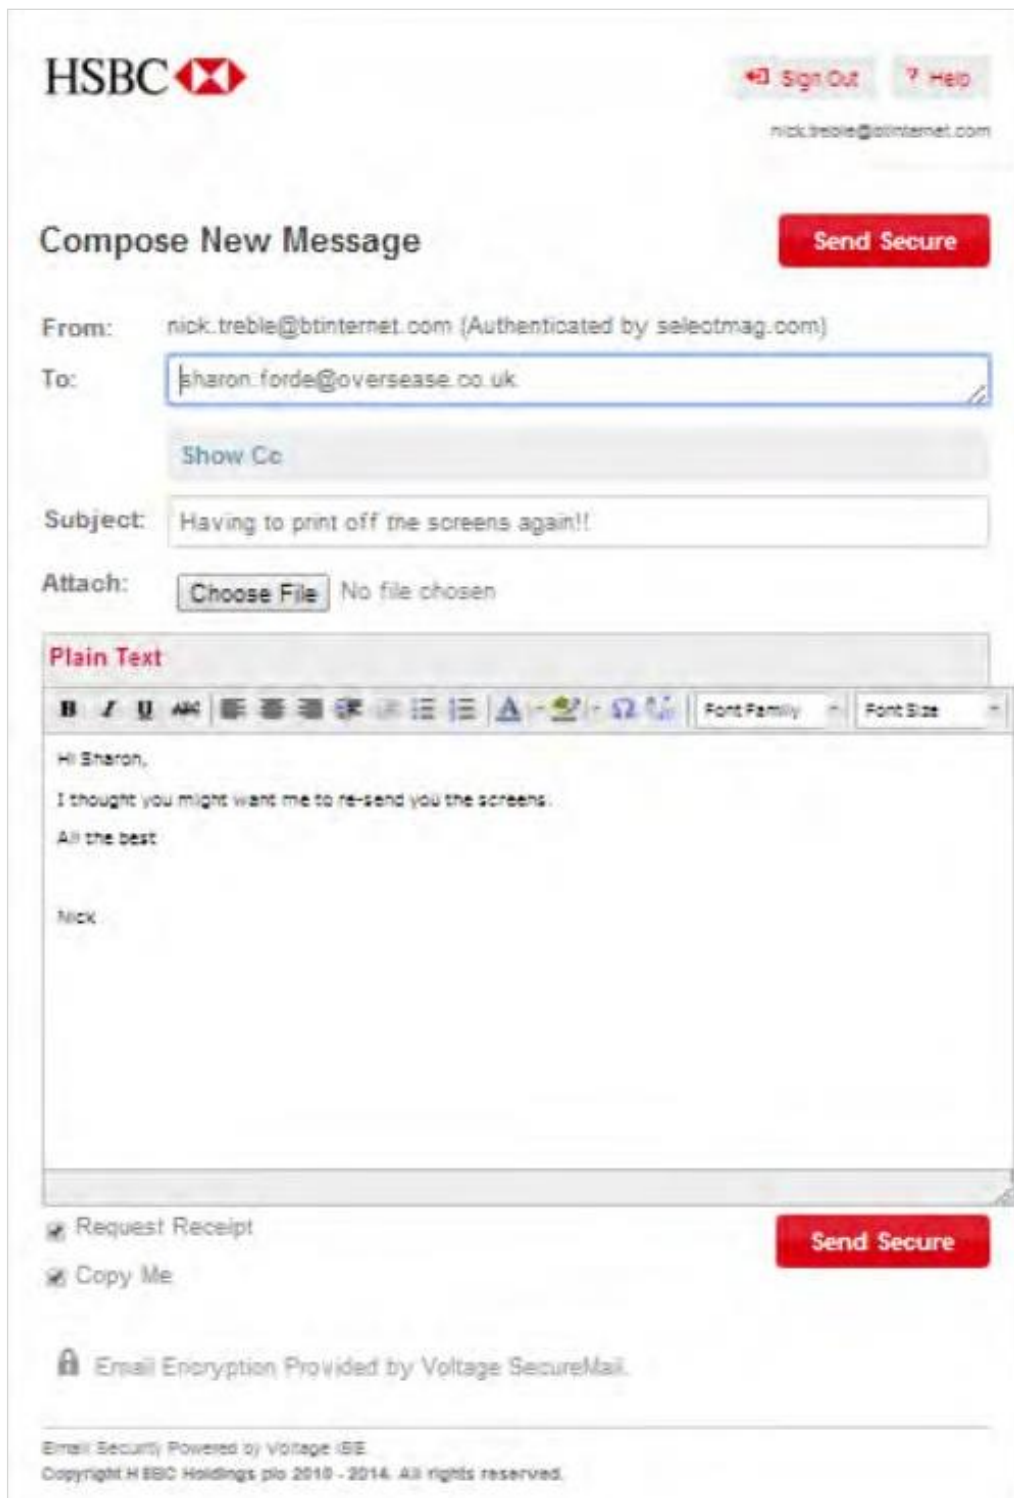 HSBC
Sign Out ? Help
nick.treble@btinternet.com
Compose New Message Send Secure
From: nick.treble@btinternet.com (Authenticated by selectmag.com)
To: sharon.forde@oversease.co.uk
Show Cc
Subject: Having to print off the screens again!!
Attach: Choose File No file chosen
Plain Text
B I U ABC A Ω Font Family Font Size
Hi Sharon,
I thought you might want me to re-send you the screens.
All the best
Nick
Request Receipt Send Secure
Copy Me
Email Encryption Provided by Voltage SecureMail.
Email Security Powered by Voltage IBE
Copyright HSBC Holdings plc 2010 - 2014. All rights reserved.